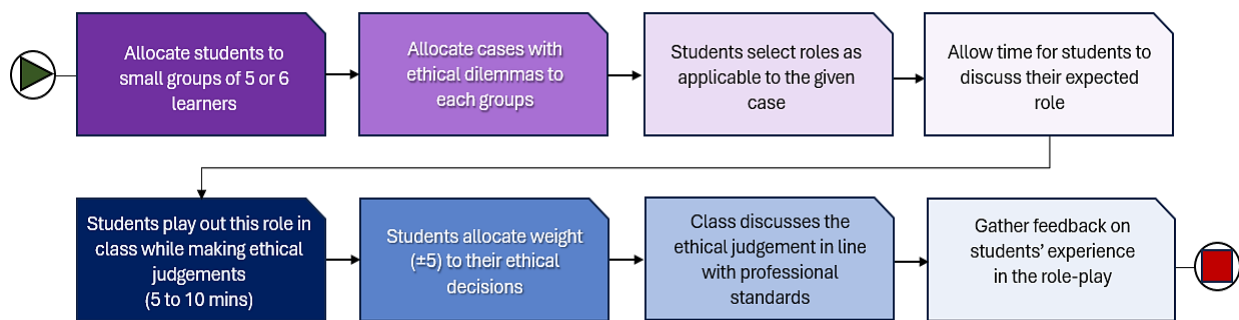 Allocate students to
small groups of 5 or 6
learners
Allocate cases with
ethical dilemmas to
each groups
Students select roles as
applicable to the given
case
Allow time for students to
discuss their expected
role
Students play out this role in
class while making ethical
judgements
(5 to 10 mins)
Students allocate weight
(±5) to their ethical
decisions
Class discusses the
ethical judgement in line
with professional
standards
Gather feedback on
students’ experience
in the role-play